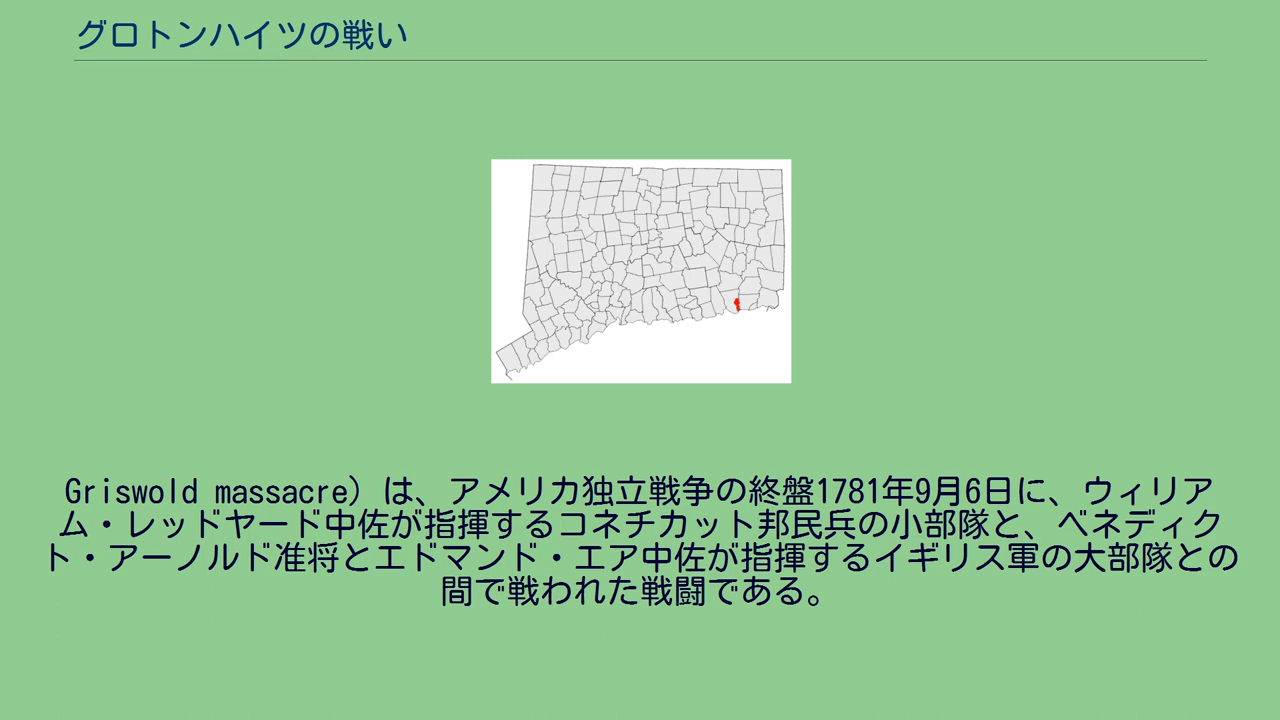 グロトンハイツの戦い
Griswold massacre）は、アメリカ独立戦争の終盤1781年9月6日に、ウィリア
ム・レッドヤード中佐が指揮するコネチカット邦民兵の小部隊と、ベネディク
ト・アーノルド准将とエドマンド・エア中佐が指揮するイギリス軍の大部隊との
間で戦われた戦闘である。